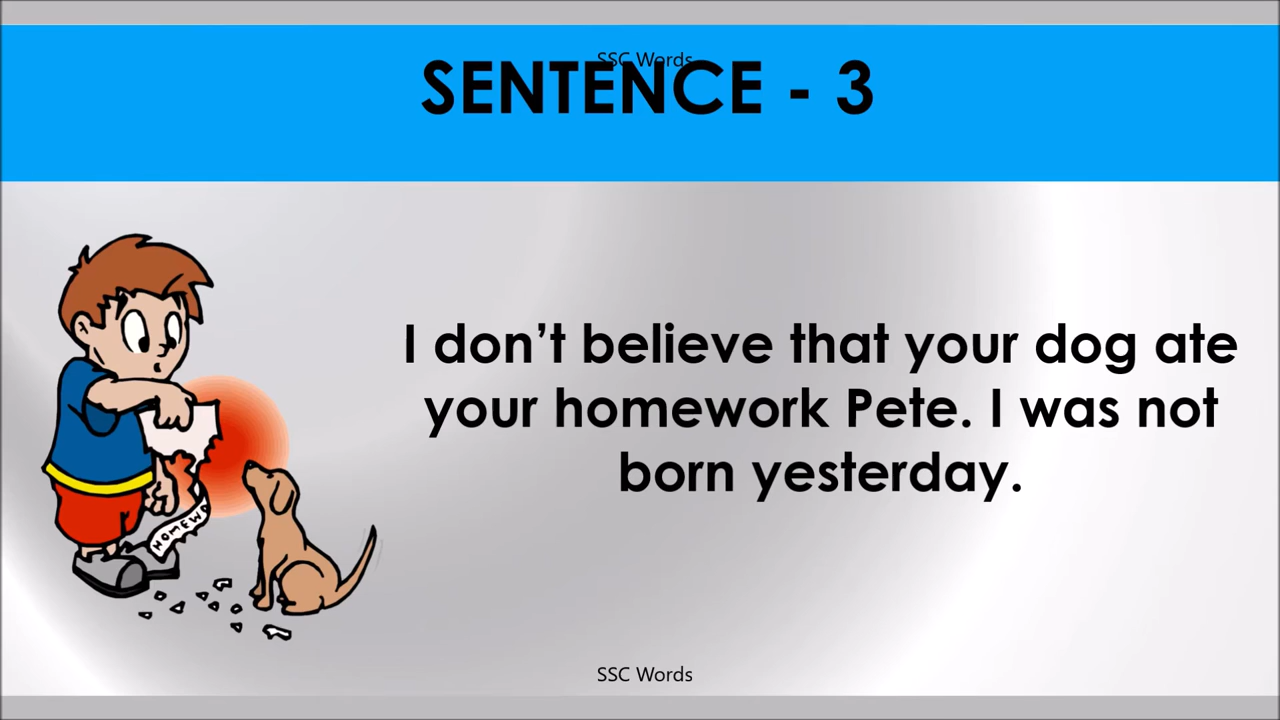 SSC Words
SENTENCE - 3
I don’t believe that your dog ate
your homework Pete. I was not
born yesterday.
HOMEW
SSC Words